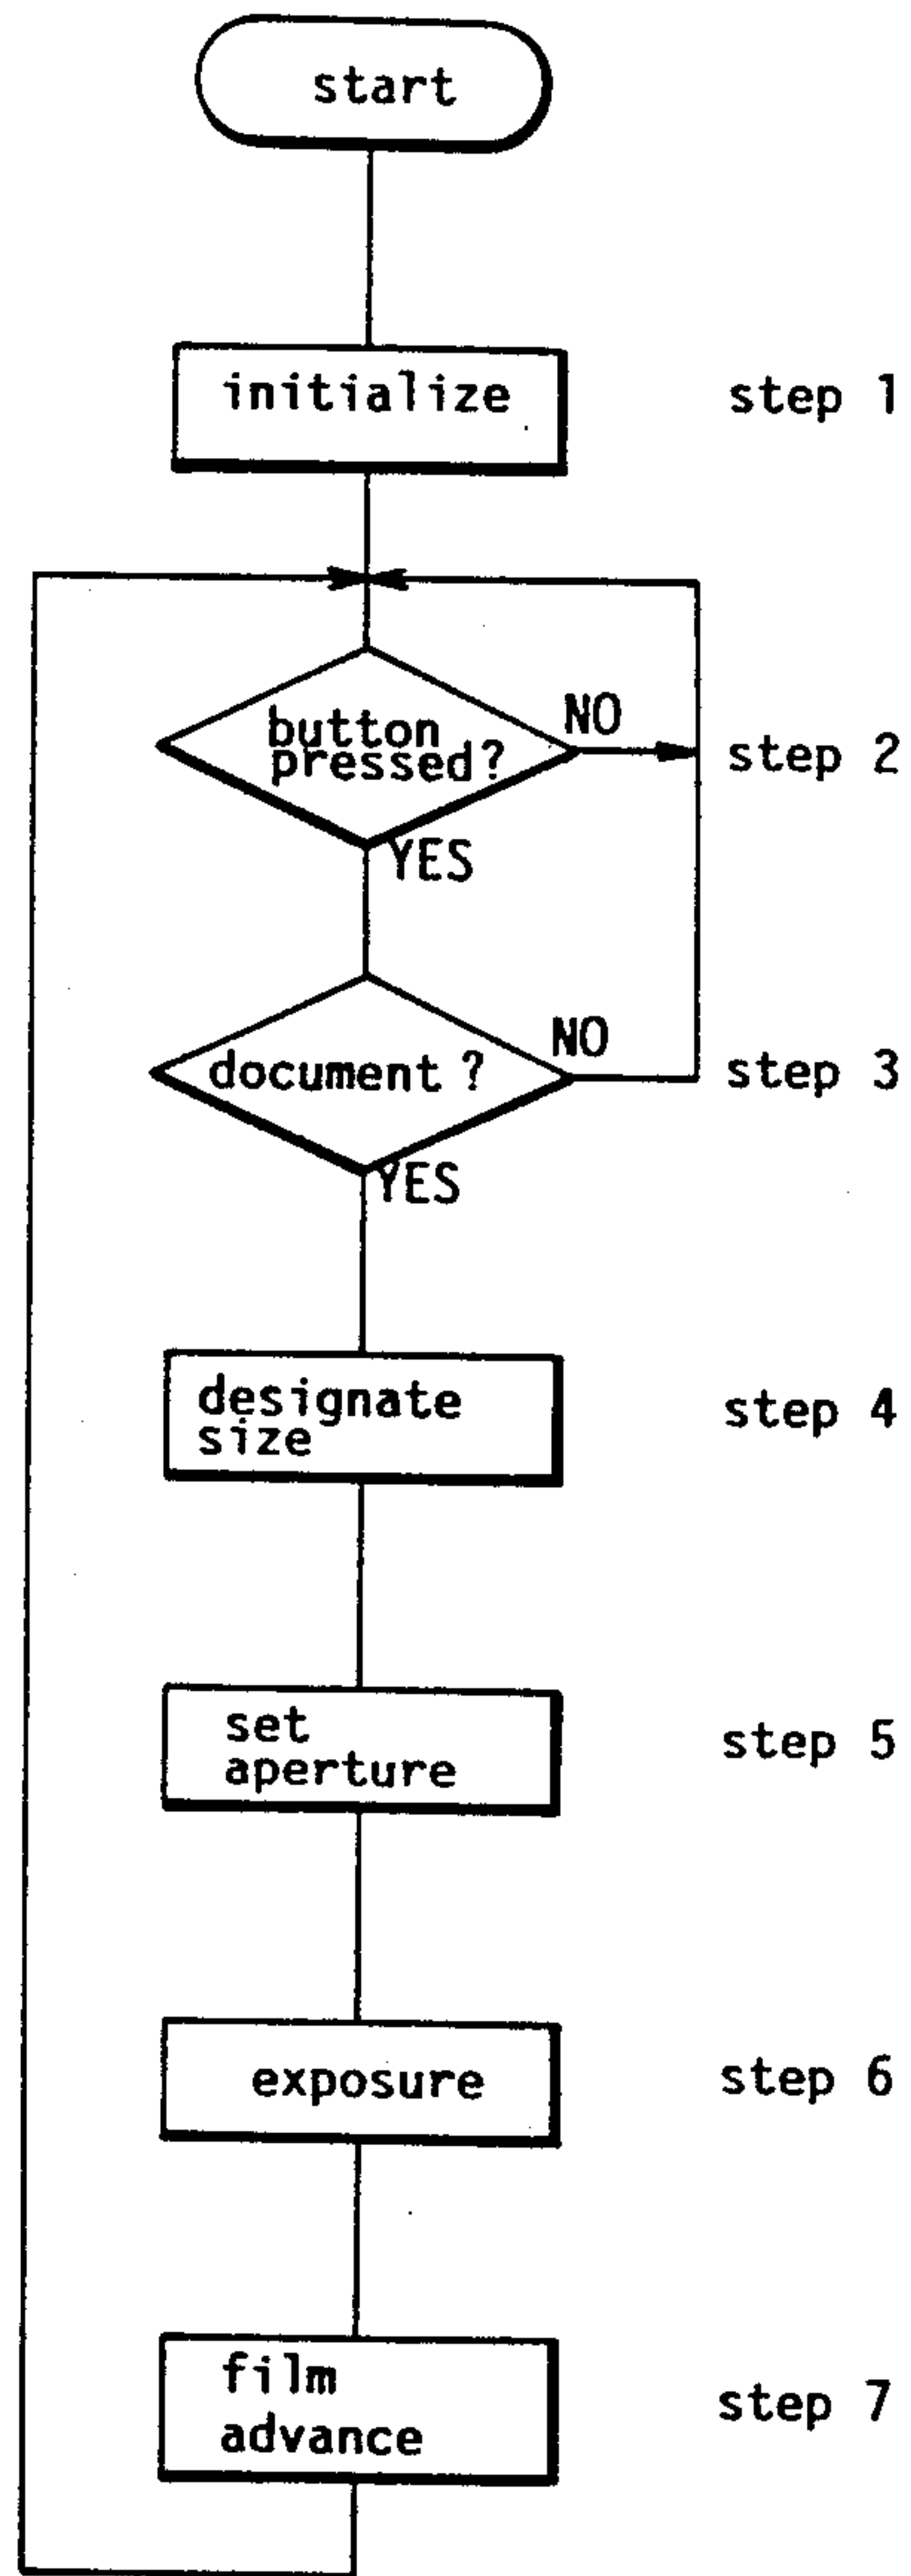 start
initialize
step 1
button
pressed?
NO
step 2
YES
document ?
NO
step 3
YES
designate
size
step 4
set
aperture
step 5
exposure
step 6
film
advance
step 7